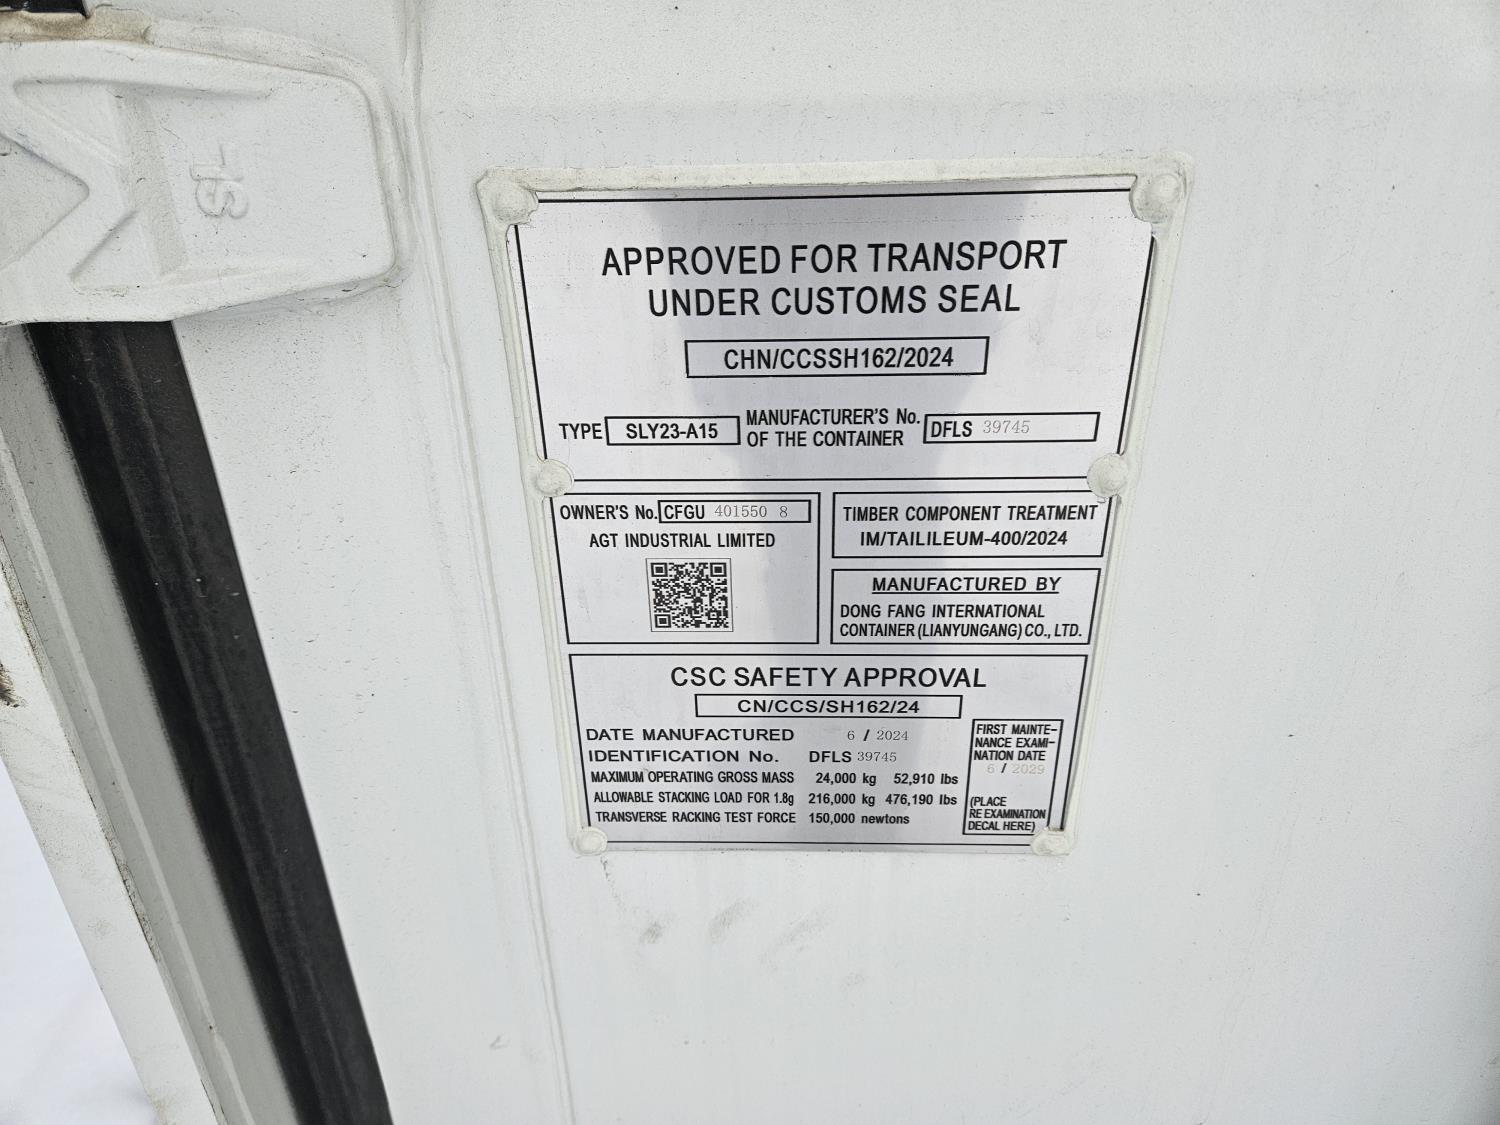 SL
APPROVED FOR TRANSPORT
UNDER CUSTOMS SEAL
CHN/CCSSH162/2024
TYPE SLY23-A15 MANUFACTURER'S No. OF THE CONTAINER DFLS 39745
OWNER'S No. CFGU 401550 8
AGT INDUSTRIAL LIMITED
TIMBER COMPONENT TREATMENT
IM/TAILILEUM-400/2024
MANUFACTURED BY
DONG FANG INTERNATIONAL
CONTAINER (LIANYUNGANG) CO., LTD.
CSC SAFETY APPROVAL
CN/CCS/SH162/24
DATE MANUFACTURED 6 / 2024
IDENTIFICATION No. DFLS 39745
MAXIMUM OPERATING GROSS MASS 24,000 kg 52,910 lbs
ALLOWABLE STACKING LOAD FOR 1.8g 216,000 kg 476,190 lbs
TRANSVERSE RACKING TEST FORCE 150,000 newtons
FIRST MAINTE-
NANCE EXAMI-
NATION DATE
6 / 2029
(PLACE
RE EXAMINATION
DECAL HERE)